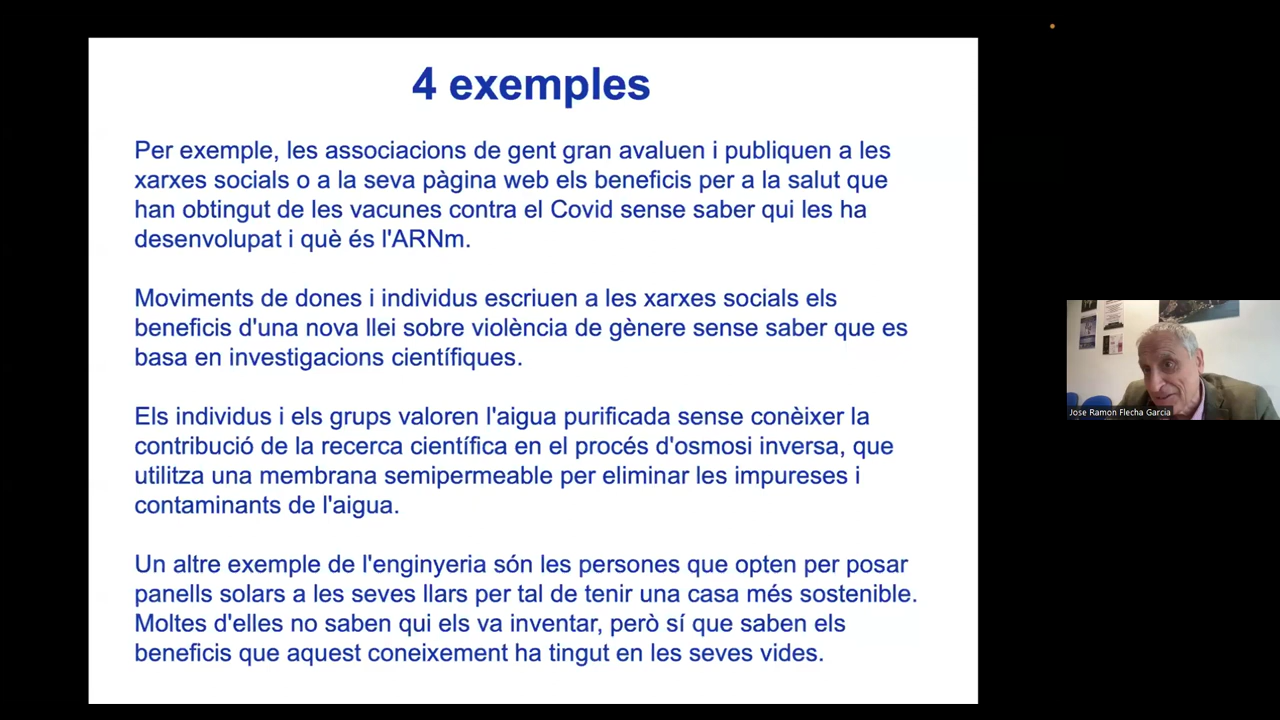 4 exemples
Per exemple, les associacions de gent gran avaluen i publiquen a les
xarxes socials o a la seva pàgina web els beneficis per a la salut que
han obtingut de les vacunes contra el Covid sense saber qui les ha
desenvolupat i què és l'ARNm.
Moviments de dones i individus escriuen a les xarxes socials els
beneficis d'una nova llei sobre violència de gènere sense saber que es
basa en investigacions científiques.
Els individus i els grups valoren l'aigua purificada sense conèixer la
contribució de la recerca científica en el procés d'osmosi inversa, que
utilitza una membrana semipermeable per eliminar les impureses i
contaminants de l'aigua.
Un altre exemple de l'enginyeria són les persones que opten per posar
panells solars a les seves llars per tal de tenir una casa més sostenible.
Moltes d'elles no saben qui els va inventar, però sí que saben els
beneficis que aquest coneixement ha tingut en les seves vides.
Jose Ramon Flecha Garcia